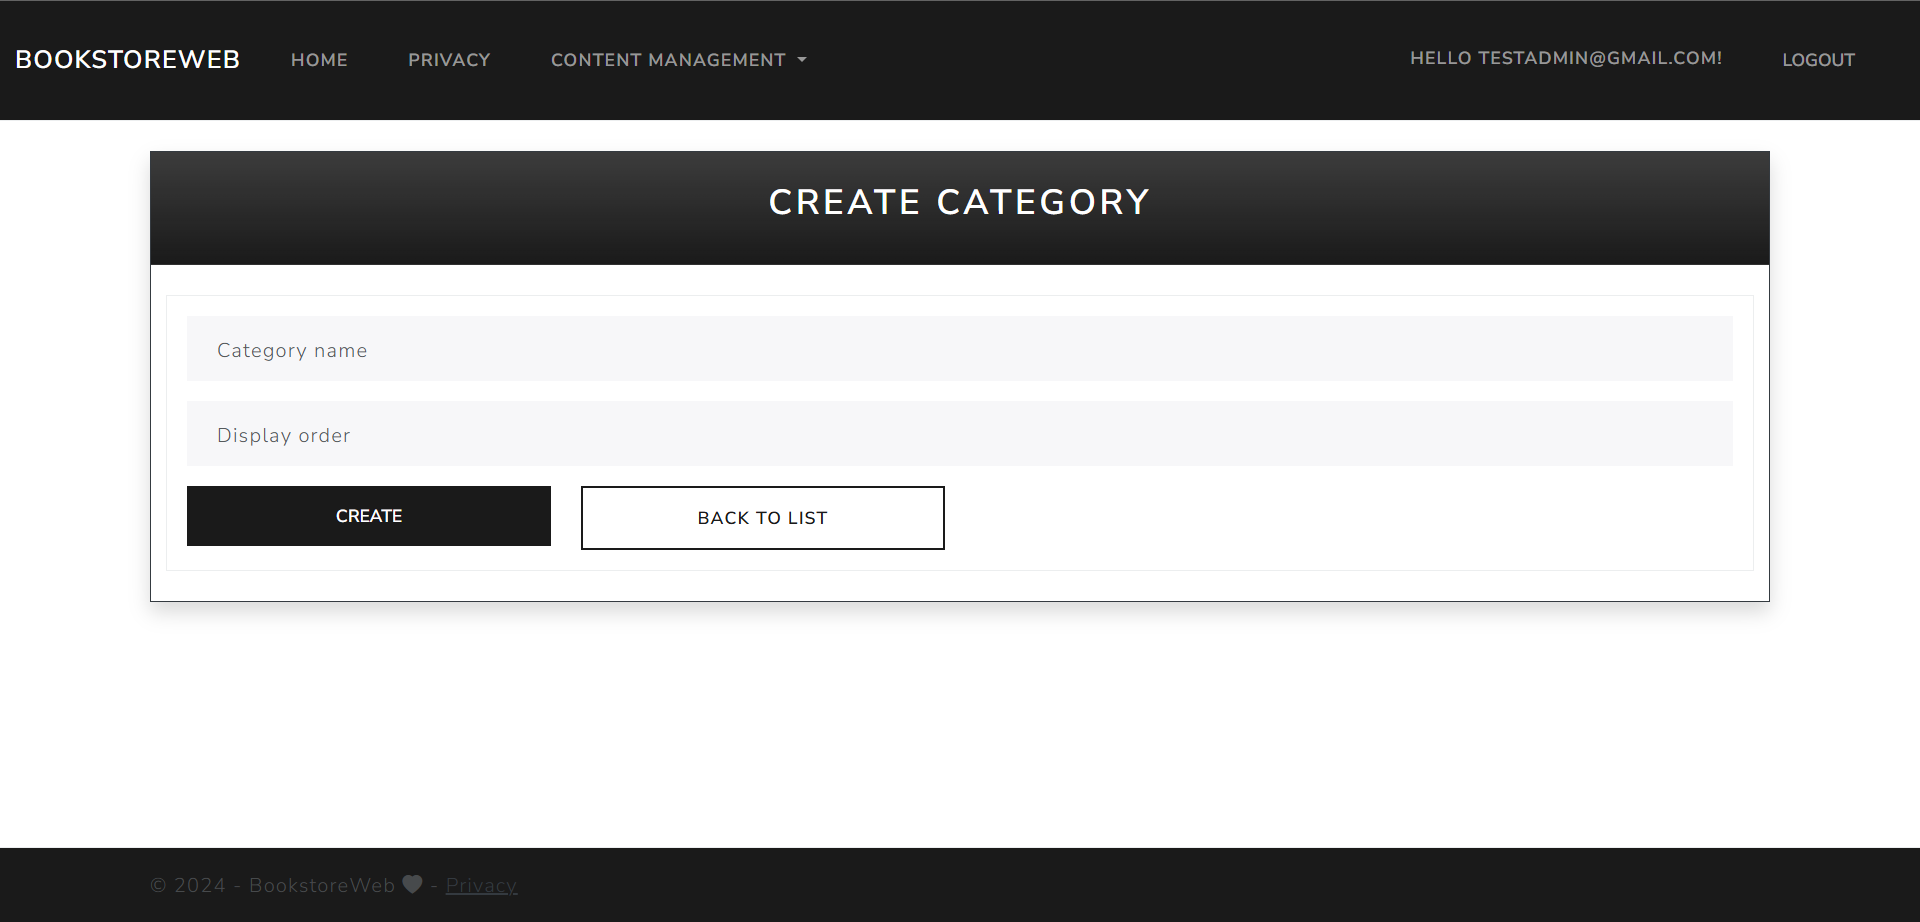 BOOKSTOREWEB HOME PRIVACY CONTENT MANAGEMENT HELLO TESTADMIN@GMAIL.COM! LOGOUT
CREATE CATEGORY
Category name
Display order
CREATE BACK TO LIST
© 2024 - BookstoreWeb 🖤 - Privacy